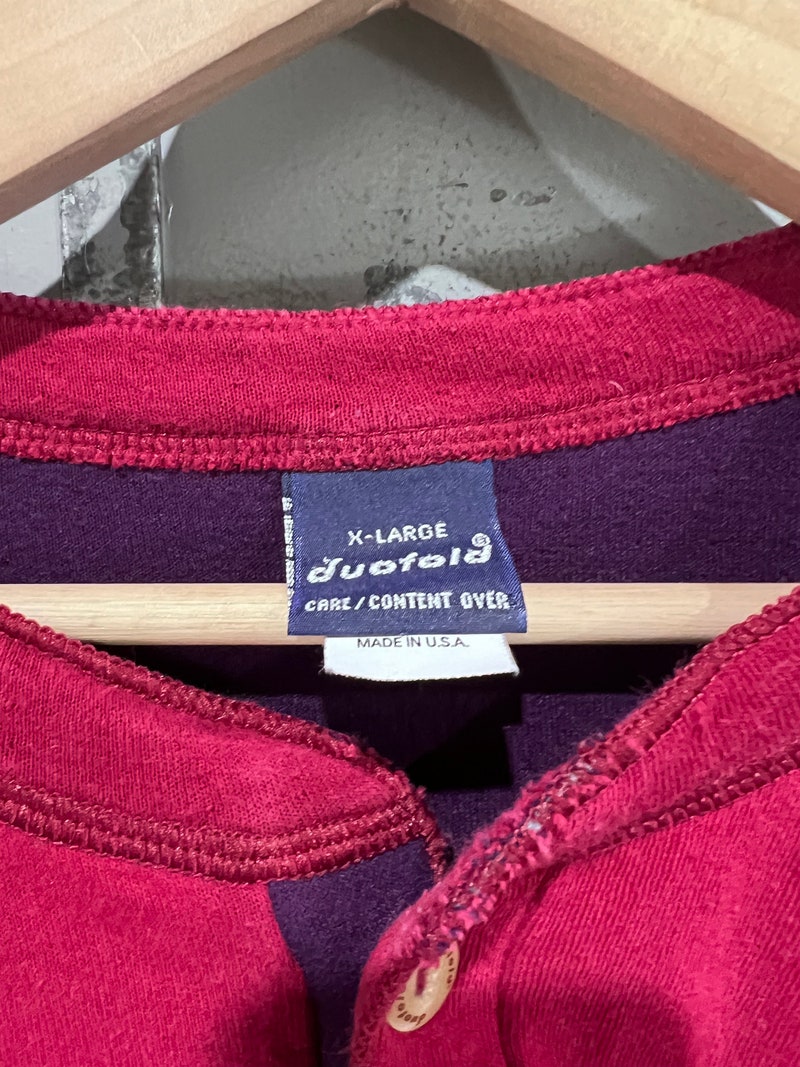 X-LARGE
duofold®
CARE/CONTENT OVER
MADE IN U.S.A.